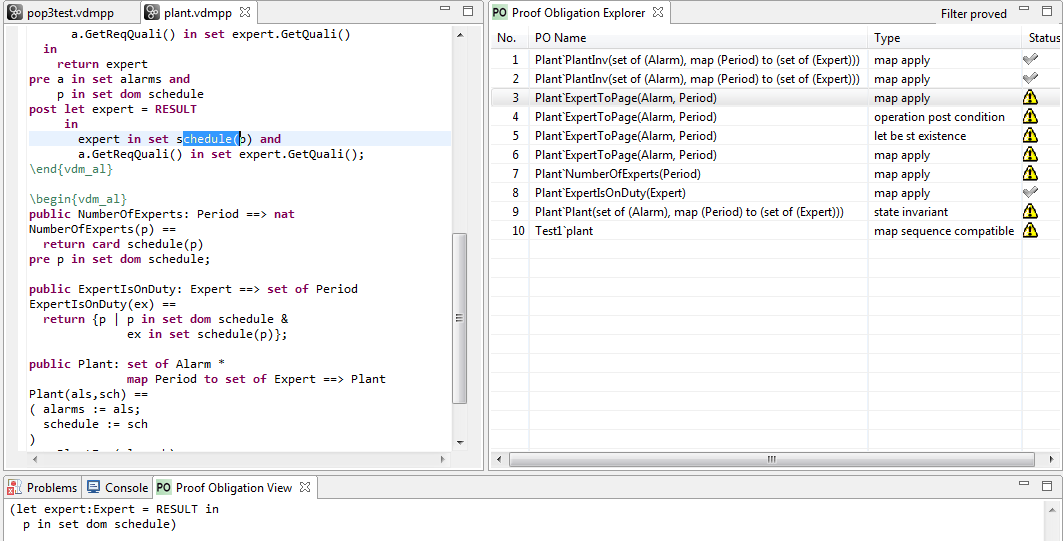 pop3test.vdmpp
plant.vdmpp
a.GetReqQuali() in set expert.GetQuali()
in
return expert
pre a in set alarms and
p in set dom schedule
post let expert = RESULT
in
expert in set schedule(p) and
a.GetReqQuali() in set expert.GetQuali();
\end{vdm_al}
\begin{vdm_al}
public NumberOfExperts: Period ==> nat
NumberOfExperts(p) ==
return card schedule(p)
pre p in set dom schedule;
public ExpertIsOnDuty: Expert ==> set of Period
ExpertIsOnDuty(ex) ==
return {p | p in set dom schedule &
ex in set schedule(p)};
public Plant: set of Alarm *
map Period to set of Expert ==> Plant
Plant(als,sch) ==
( alarms := als;
schedule := sch
)
PO Proof Obligation Explorer
Filter proved
No. PO Name Type Status
1 Plant`PlantInv(set of (Alarm), map (Period) to (set of (Expert))) map apply
2 Plant`PlantInv(set of (Alarm), map (Period) to (set of (Expert))) map apply
3 Plant`ExpertToPage(Alarm, Period) map apply
4 Plant`ExpertToPage(Alarm, Period) operation post condition
5 Plant`ExpertToPage(Alarm, Period) let be st existence
6 Plant`ExpertToPage(Alarm, Period) map apply
7 Plant`NumberOfExperts(Period) map apply
8 Plant`ExpertIsOnDuty(Expert) map apply
9 Plant`Plant(set of (Alarm), map (Period) to (set of (Expert))) state invariant
10 Test1`plant map sequence compatible
Problems Console PO Proof Obligation View
(let expert:Expert = RESULT in
p in set dom schedule)